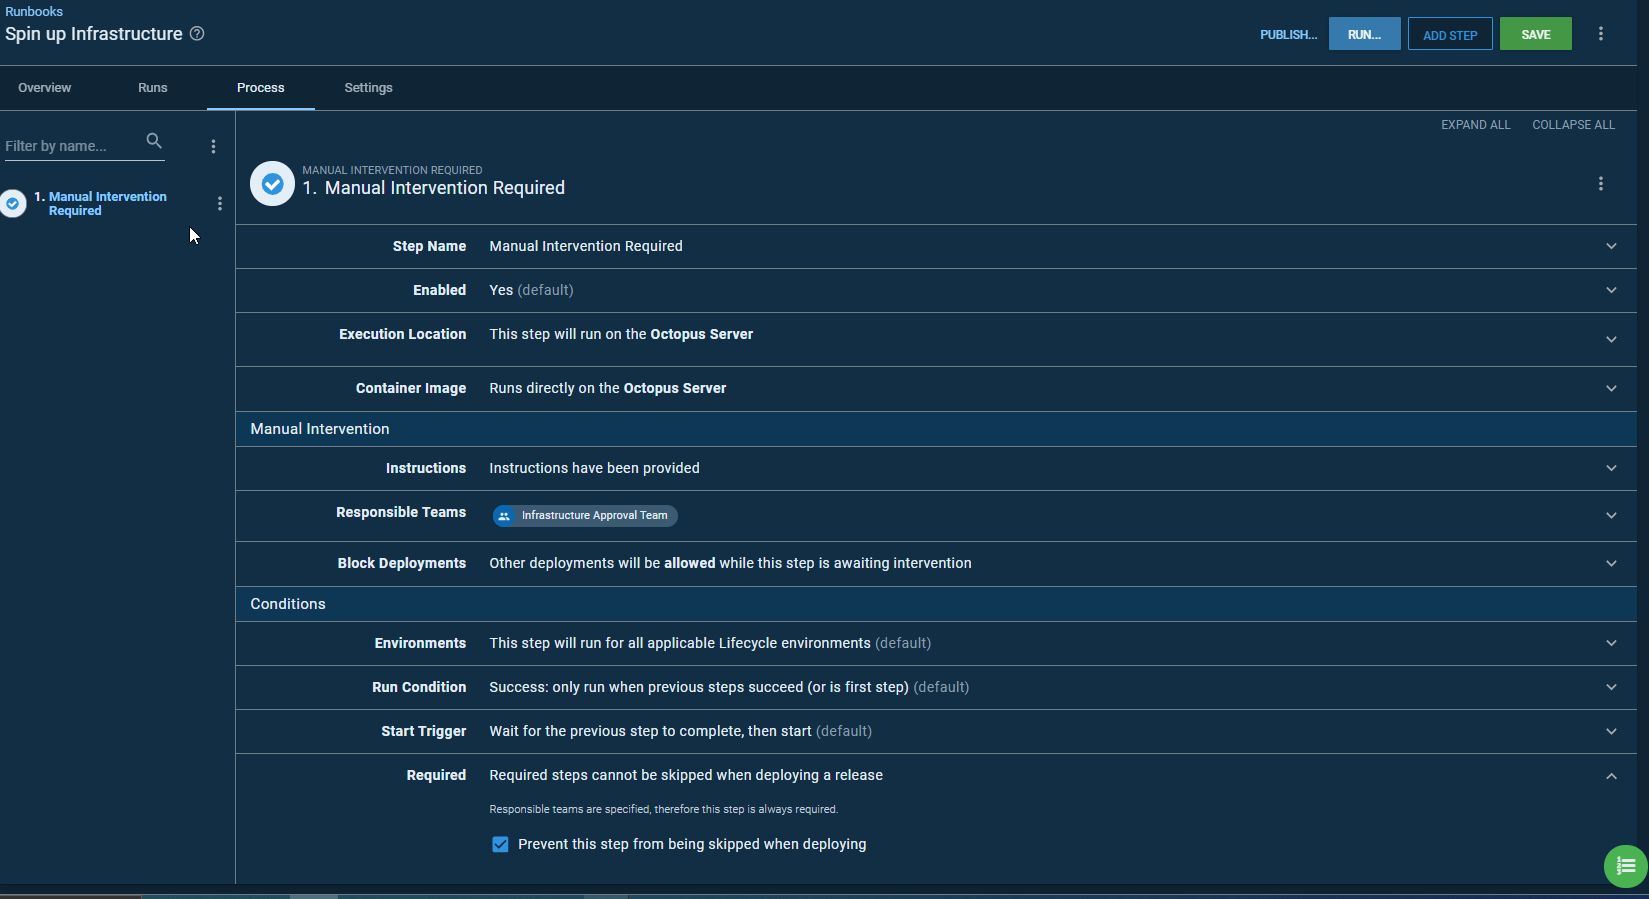 Runbooks
Spin up Infrastructure
PUBLISH... RUN... ADD STEP SAVE
Overview Runs Process Settings
Filter by name...
EXPAND ALL COLLAPSE ALL
1. Manual Intervention
Required
MANUAL INTERVENTION REQUIRED
1. Manual Intervention Required
Step Name Manual Intervention Required
Enabled Yes (default)
Execution Location This step will run on the Octopus Server
Container Image Runs directly on the Octopus Server
Manual Intervention
Instructions Instructions have been provided
Responsible Teams Infrastructure Approval Team
Block Deployments Other deployments will be allowed while this step is awaiting intervention
Conditions
Environments This step will run for all applicable Lifecycle environments (default)
Run Condition Success: only run when previous steps succeed (or is first step) (default)
Start Trigger Wait for the previous step to complete, then start (default)
Required Required steps cannot be skipped when deploying a release
Responsible teams are specified, therefore this step is always required.
Prevent this step from being skipped when deploying